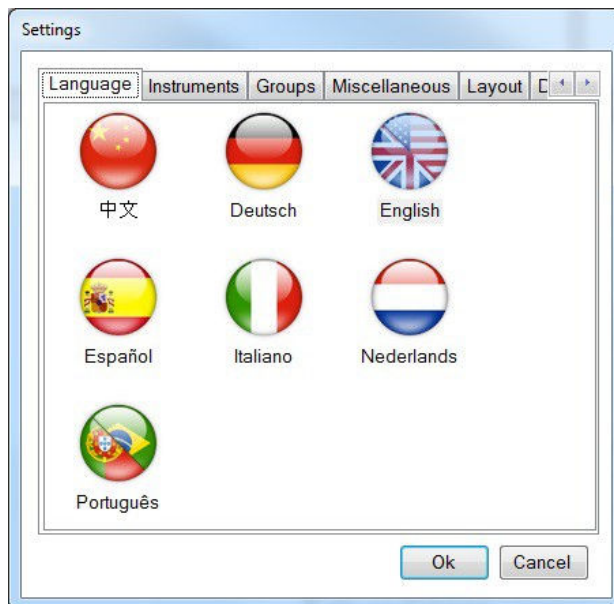 Settings
Language Instruments Groups Miscellaneous Layout
中文 Deutsch English
Español Italiano Nederlands
Português
Ok Cancel